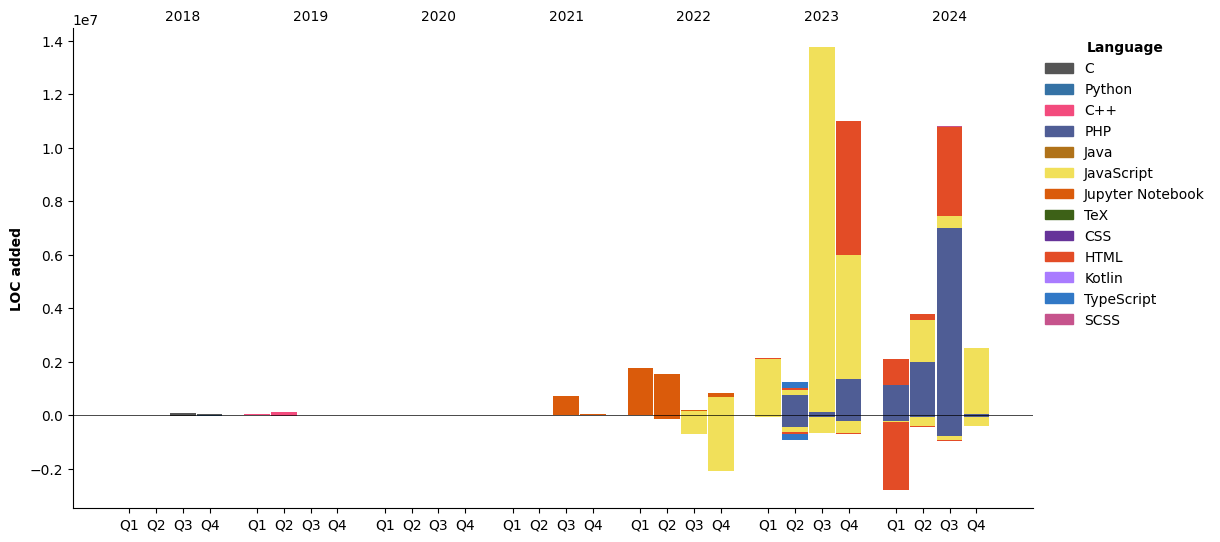 1e7
2018 2019 2020 2021 2022 2023 2024
1.4
1.2
1.0
0.8
0.6
0.4
0.2
0.0
−0.2
LOC added
Q1 Q2 Q3 Q4 Q1 Q2 Q3 Q4 Q1 Q2 Q3 Q4 Q1 Q2 Q3 Q4 Q1 Q2 Q3 Q4 Q1 Q2 Q3 Q4 Q1 Q2 Q3 Q4
Language
C
Python
C++
PHP
Java
JavaScript
Jupyter Notebook
TeX
CSS
HTML
Kotlin
TypeScript
SCSS